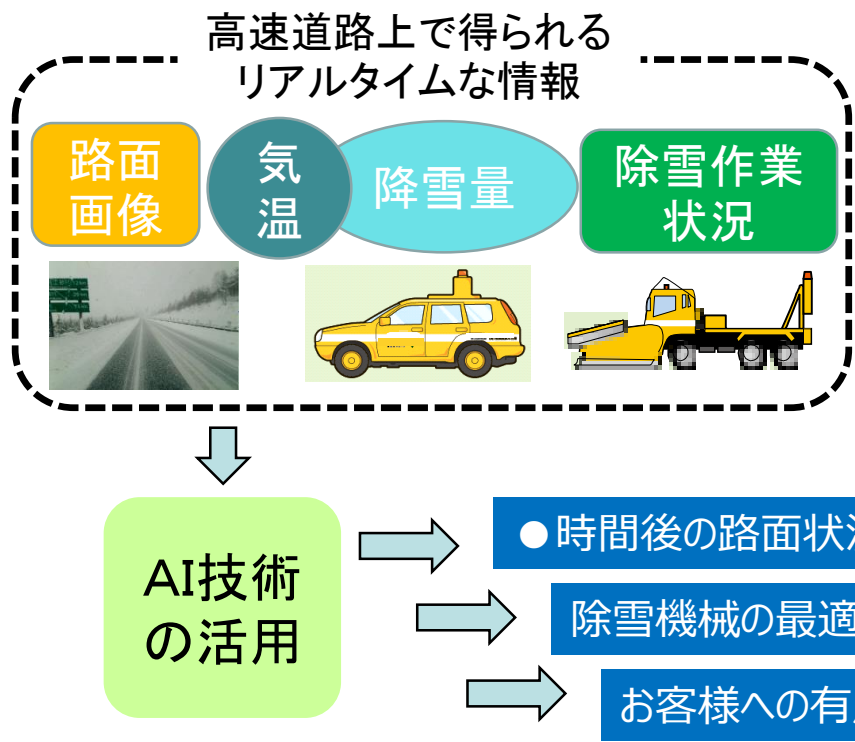 高速道路上で得られる
リアルタイムな情報
路面
画像
気
温
降雪量
除雪作業
状況
AI技術
の活用
●時間後の路面状
除雪機械の最適
お客様への有